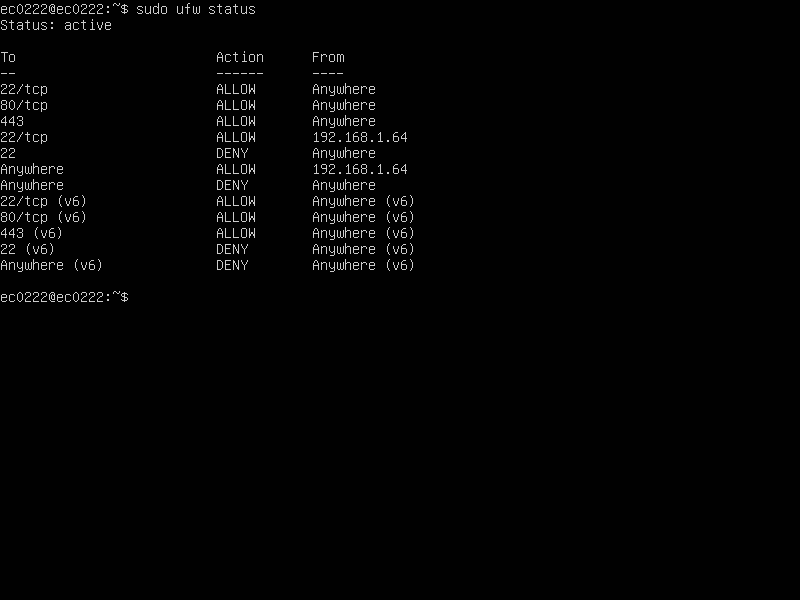 ec0222@ec0222:~$ sudo ufw status
Status: active
To                         Action      From
--                         ------      ----
22/tcp                     ALLOW       Anywhere
80/tcp                     ALLOW       Anywhere
443                        ALLOW       Anywhere
22/tcp                     ALLOW       192.168.1.64
22                         DENY        Anywhere
Anywhere                   ALLOW       192.168.1.64
Anywhere                   DENY        Anywhere
22/tcp (v6)                ALLOW       Anywhere (v6)
80/tcp (v6)                ALLOW       Anywhere (v6)
443 (v6)                   ALLOW       Anywhere (v6)
22 (v6)                    DENY        Anywhere (v6)
Anywhere (v6)              DENY        Anywhere (v6)
ec0222@ec0222:~$